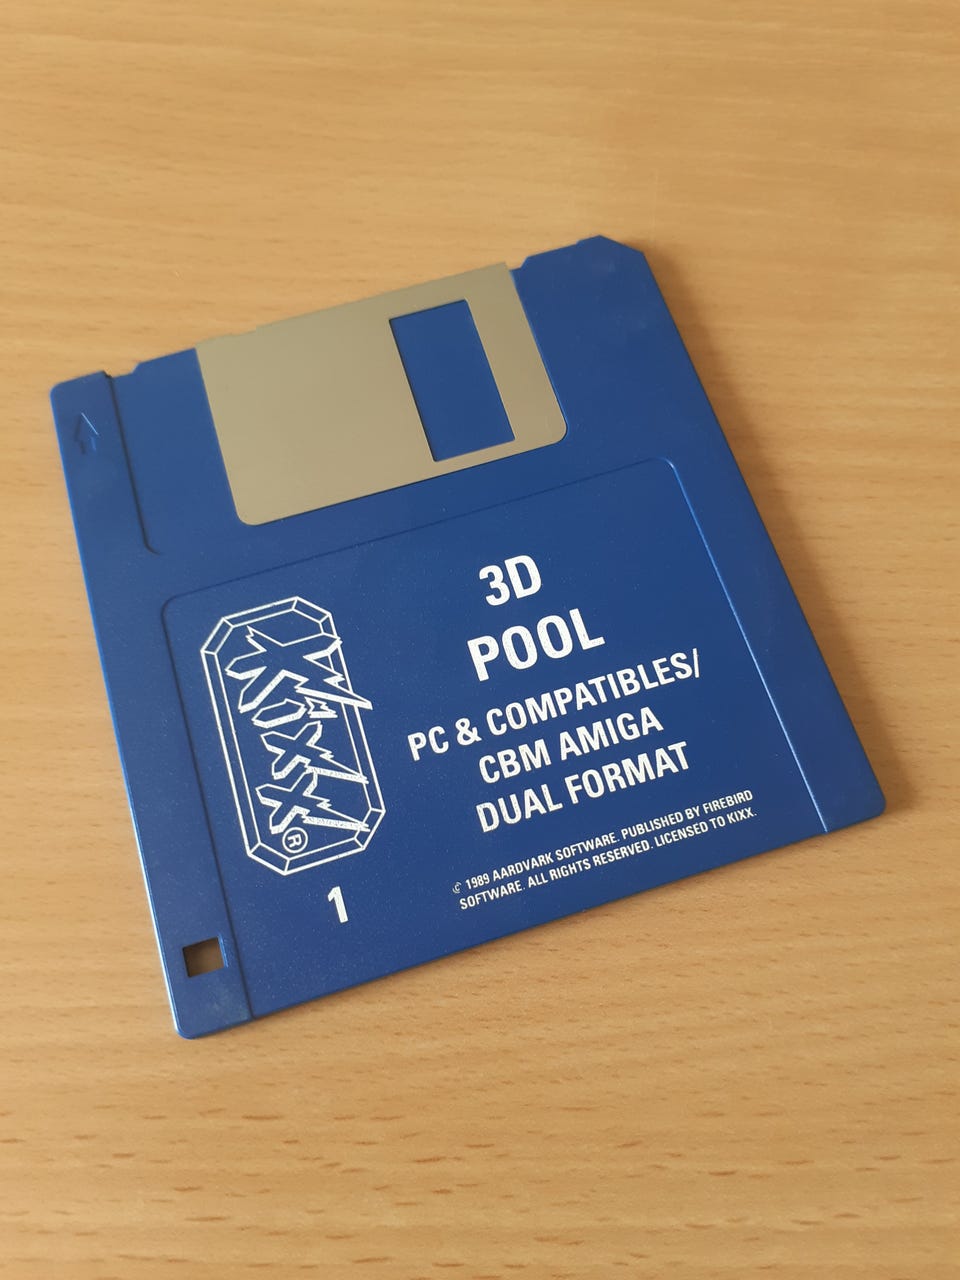 3D
POOL
PC & COMPATIBLES/
CBM AMIGA
DUAL FORMAT
© 1989 AARDVARK SOFTWARE. PUBLISHED BY FIREBIRD
SOFTWARE. ALL RIGHTS RESERVED. LICENSED TO KIXX.
KIXX®
1